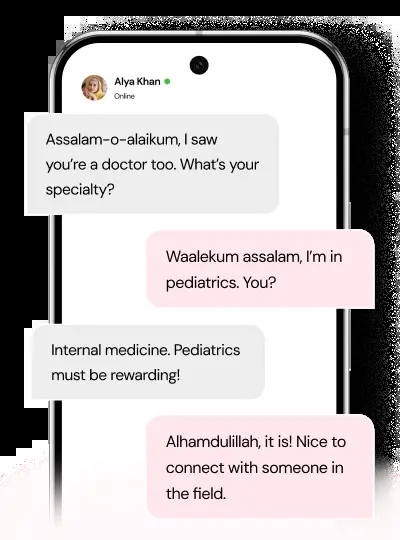 Alya Khan
Online
Assalam-o-alaikum, I saw
you're a doctor too. What's your
specialty?
Waalekum assalam, I'm in
pediatrics. You?
Internal medicine. Pediatrics
must be rewarding!
Alhamdulillah, it is! Nice to
connect with someone in
the field.